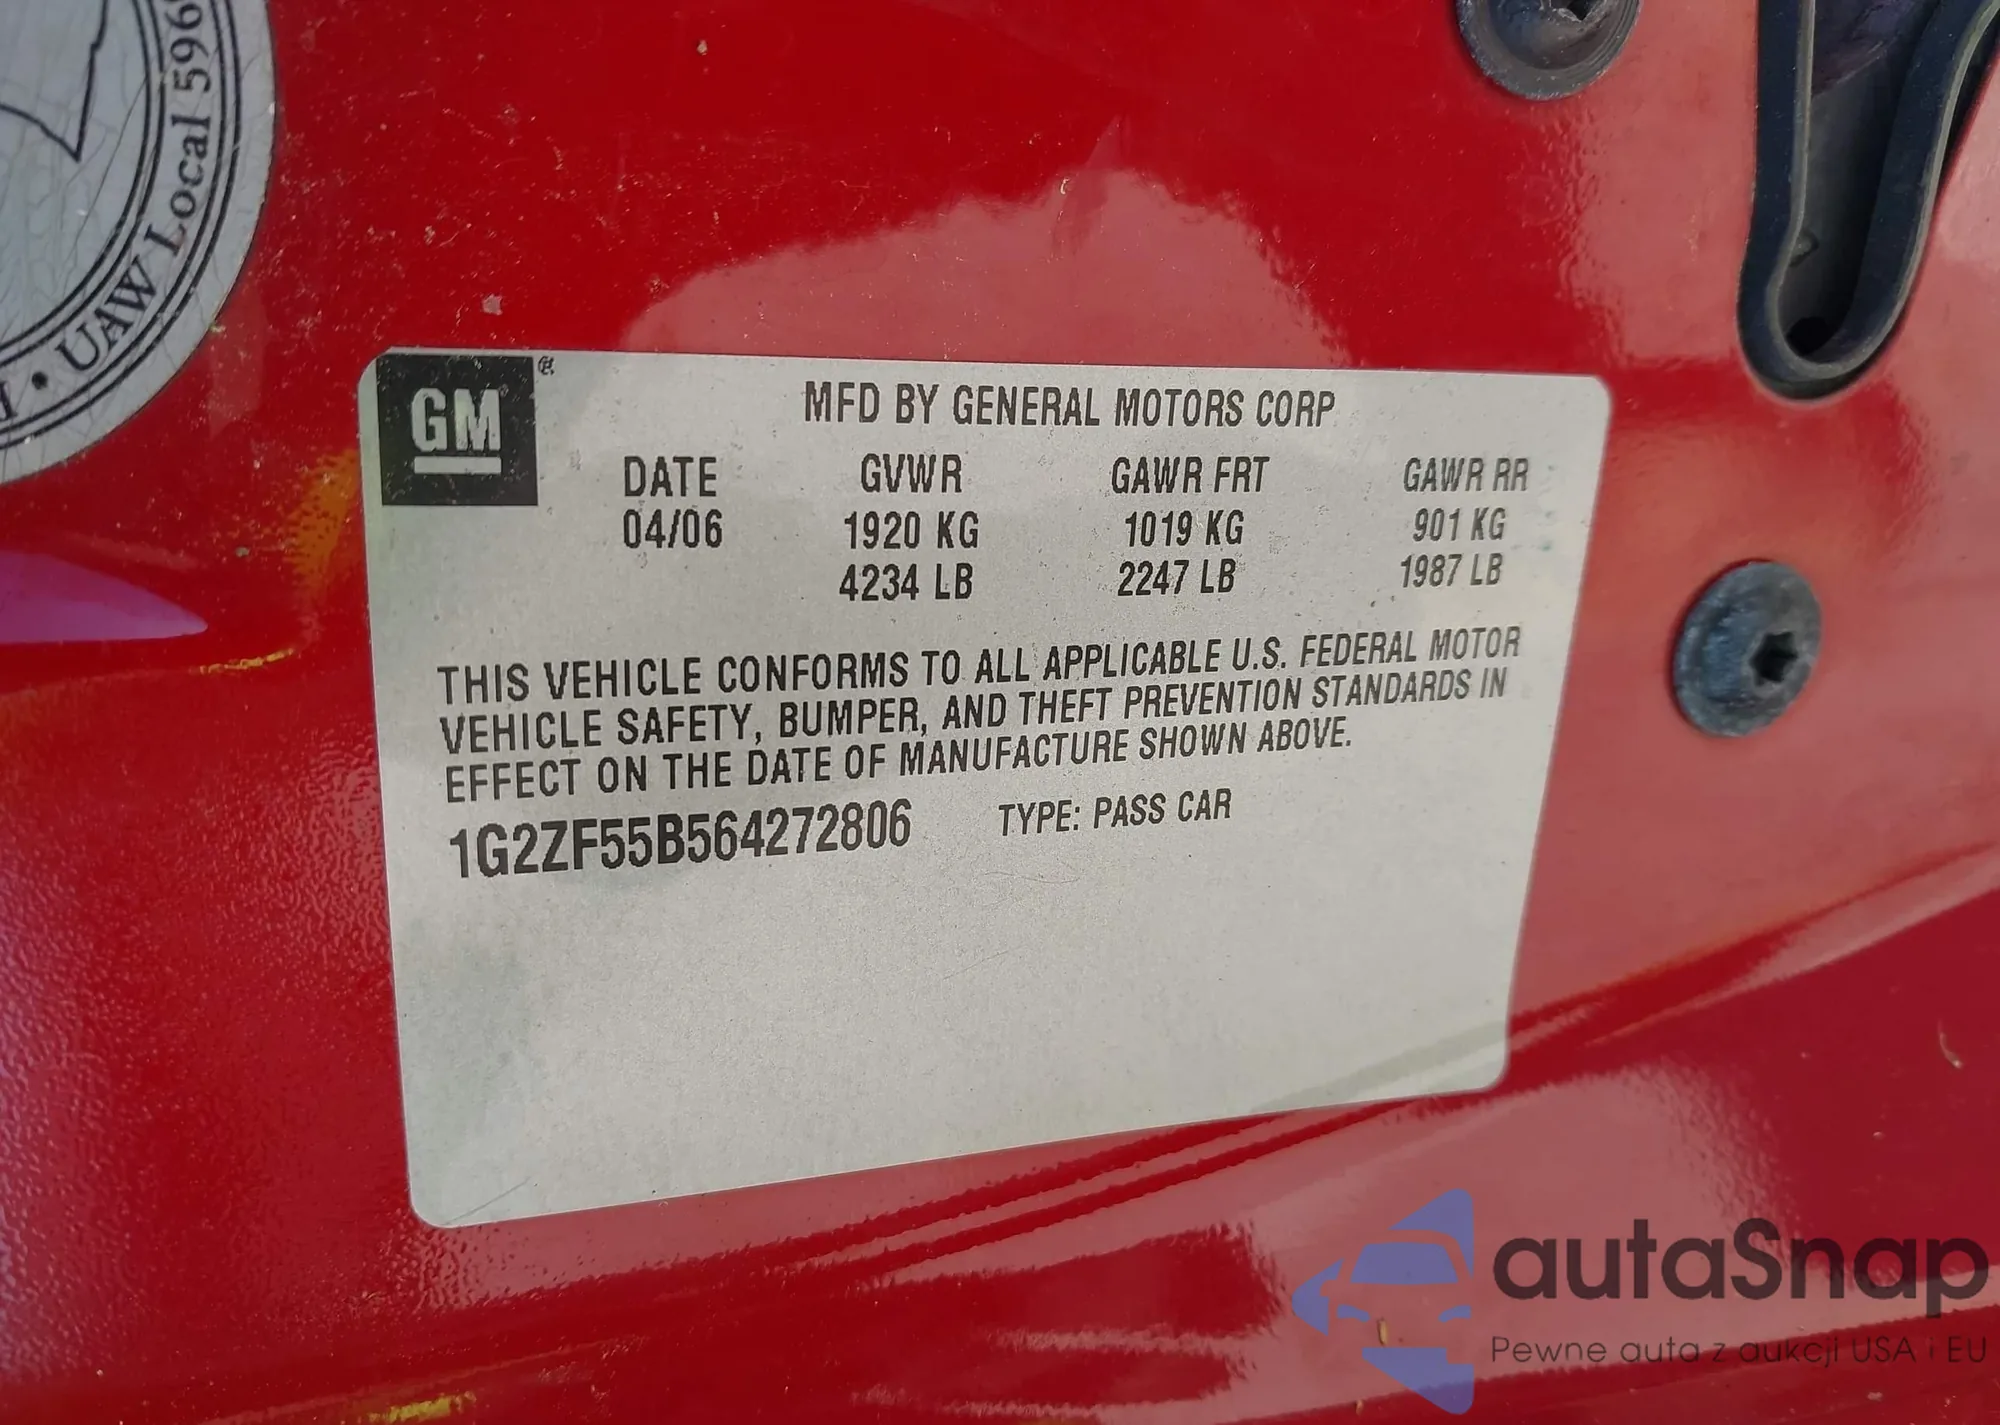 UAW Local 5960
GM ®
MFD BY GENERAL MOTORS CORP
DATE GVWR GAWR FRT GAWR RR
04/06 1920 KG 1019 KG 901 KG
4234 LB 2247 LB 1987 LB
THIS VEHICLE CONFORMS TO ALL APPLICABLE U.S. FEDERAL MOTOR
VEHICLE SAFETY, BUMPER, AND THEFT PREVENTION STANDARDS IN
EFFECT ON THE DATE OF MANUFACTURE SHOWN ABOVE.
1G2ZF55B564272806 TYPE: PASS CAR
autaSnap
Pewne auta z aukcji USA i EU